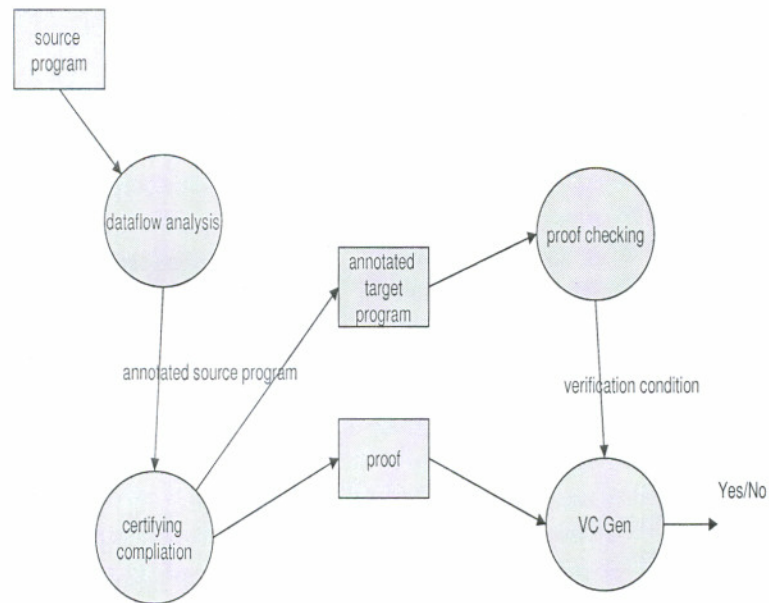 source
program
dataflow analysis
proof checking
annotated
target
program
annotated source program
verification condition
proof
certifying
compliation
VC Gen
Yes/No